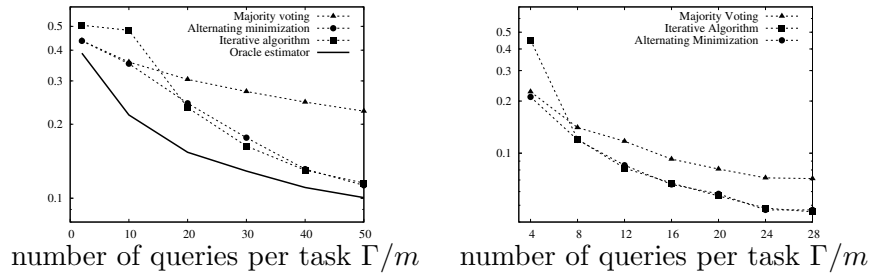 Majority voting
Alternating minimization
Iterative algorithm
Oracle estimator
0.5
0.4
0.3
0.2
0.1
0 10 20 30 40 50
number of queries per task Γ/m
Majority Voting
Iterative Algorithm
Alternating Minimization
0.5
0.4
0.2
0.1
4 8 12 16 20 24 28
number of queries per task Γ/m